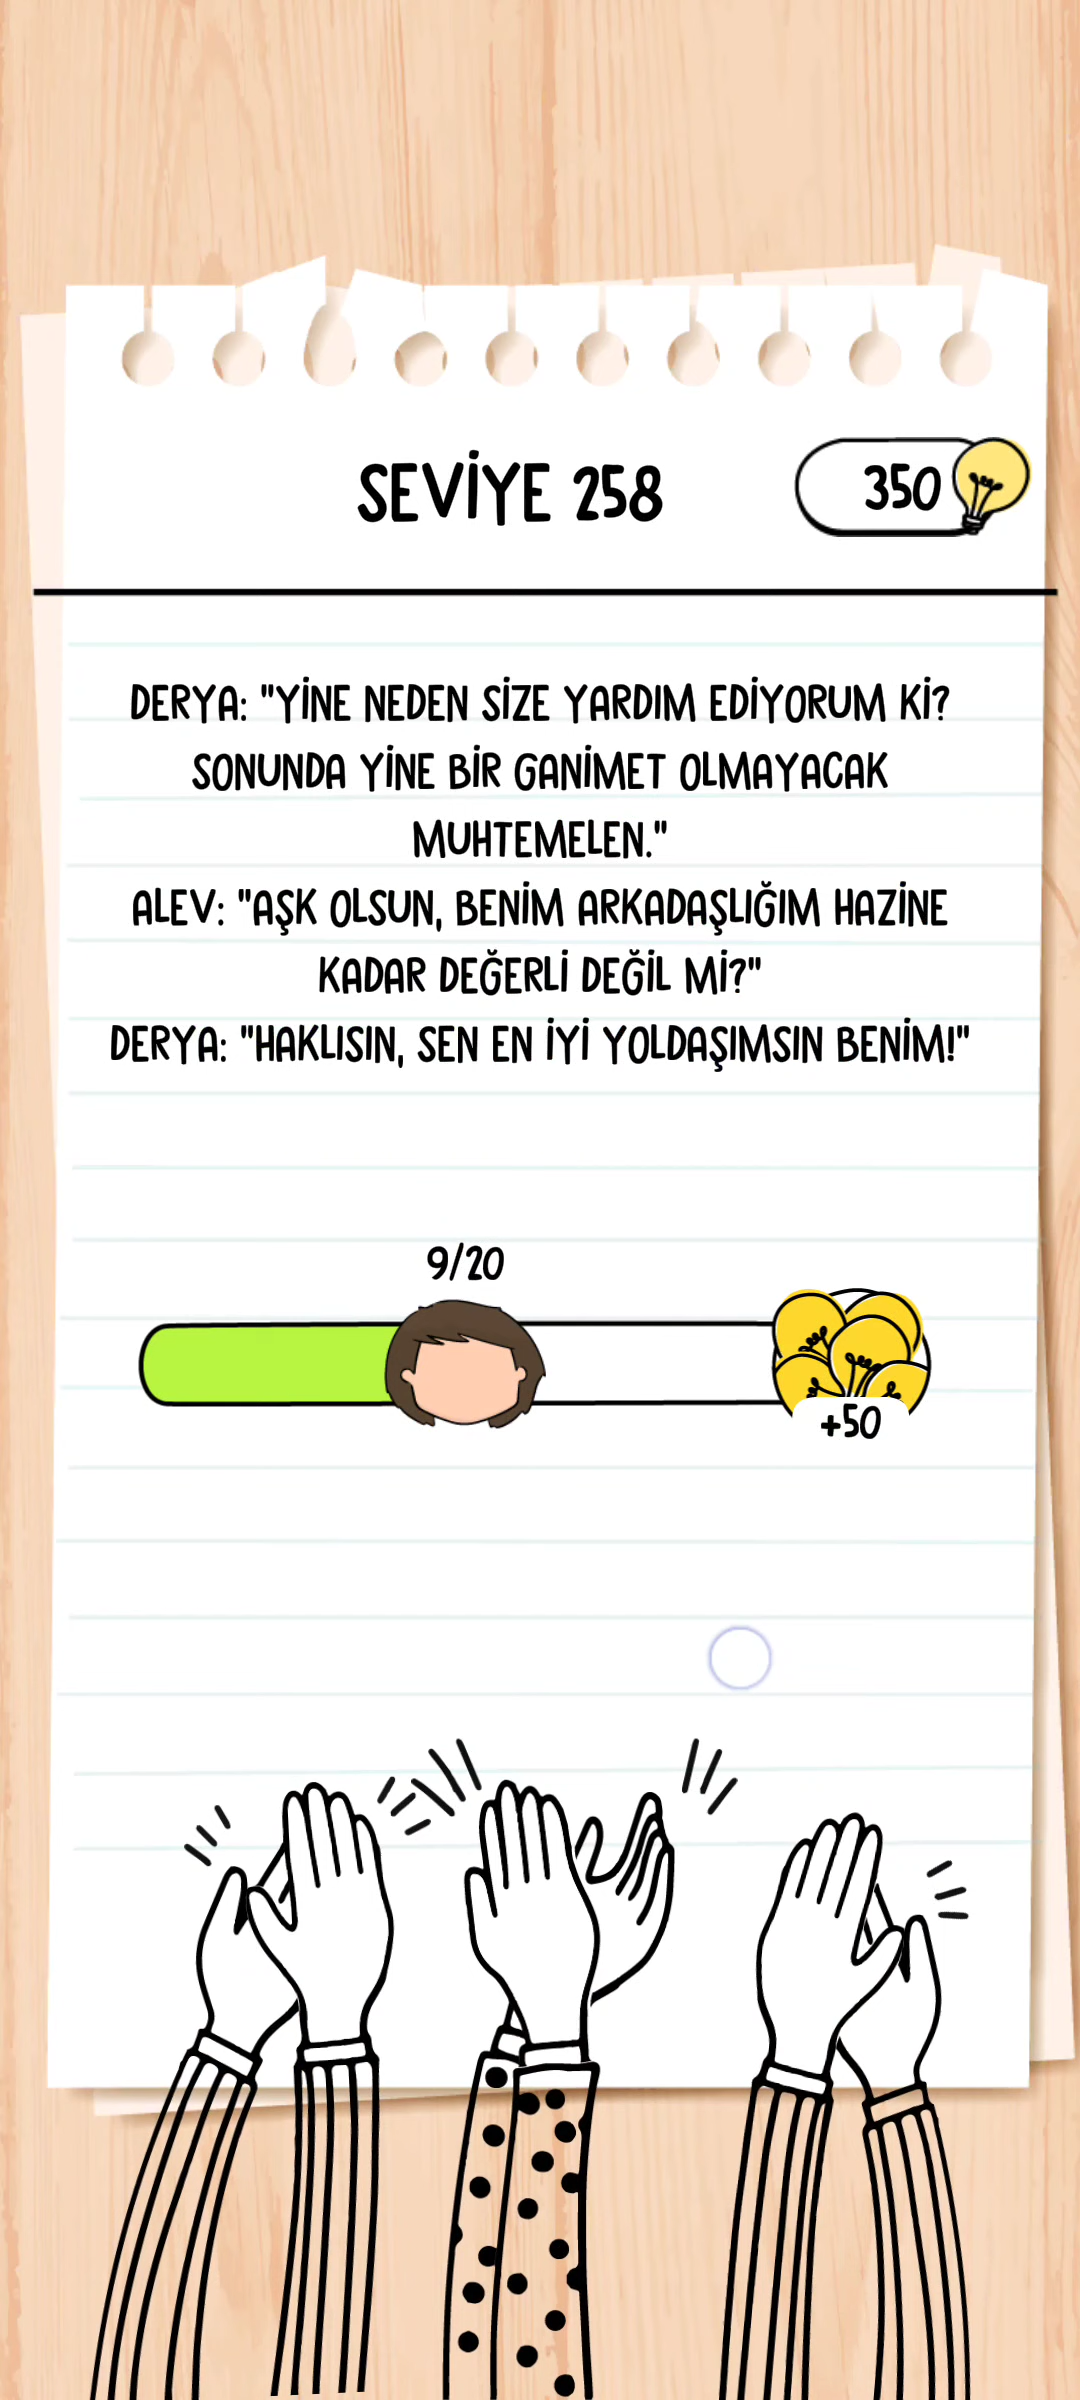 SEVİYE 258
350
DERYA: "YİNE NEDEN SİZE YARDIM EDİYORUM Kİ?
SONUNDA YİNE BİR GANİMET OLMAYACAK
MUHTEMELEN."
ALEV: "AŞK OLSUN, BENİM ARKADAŞLIĞIM HAZİNE
KADAR DEĞERLİ DEĞİL Mİ?"
DERYA: "HAKLISIN, SEN EN İYİ YOLDAŞIMSIN BENİM!"
9/20
+50